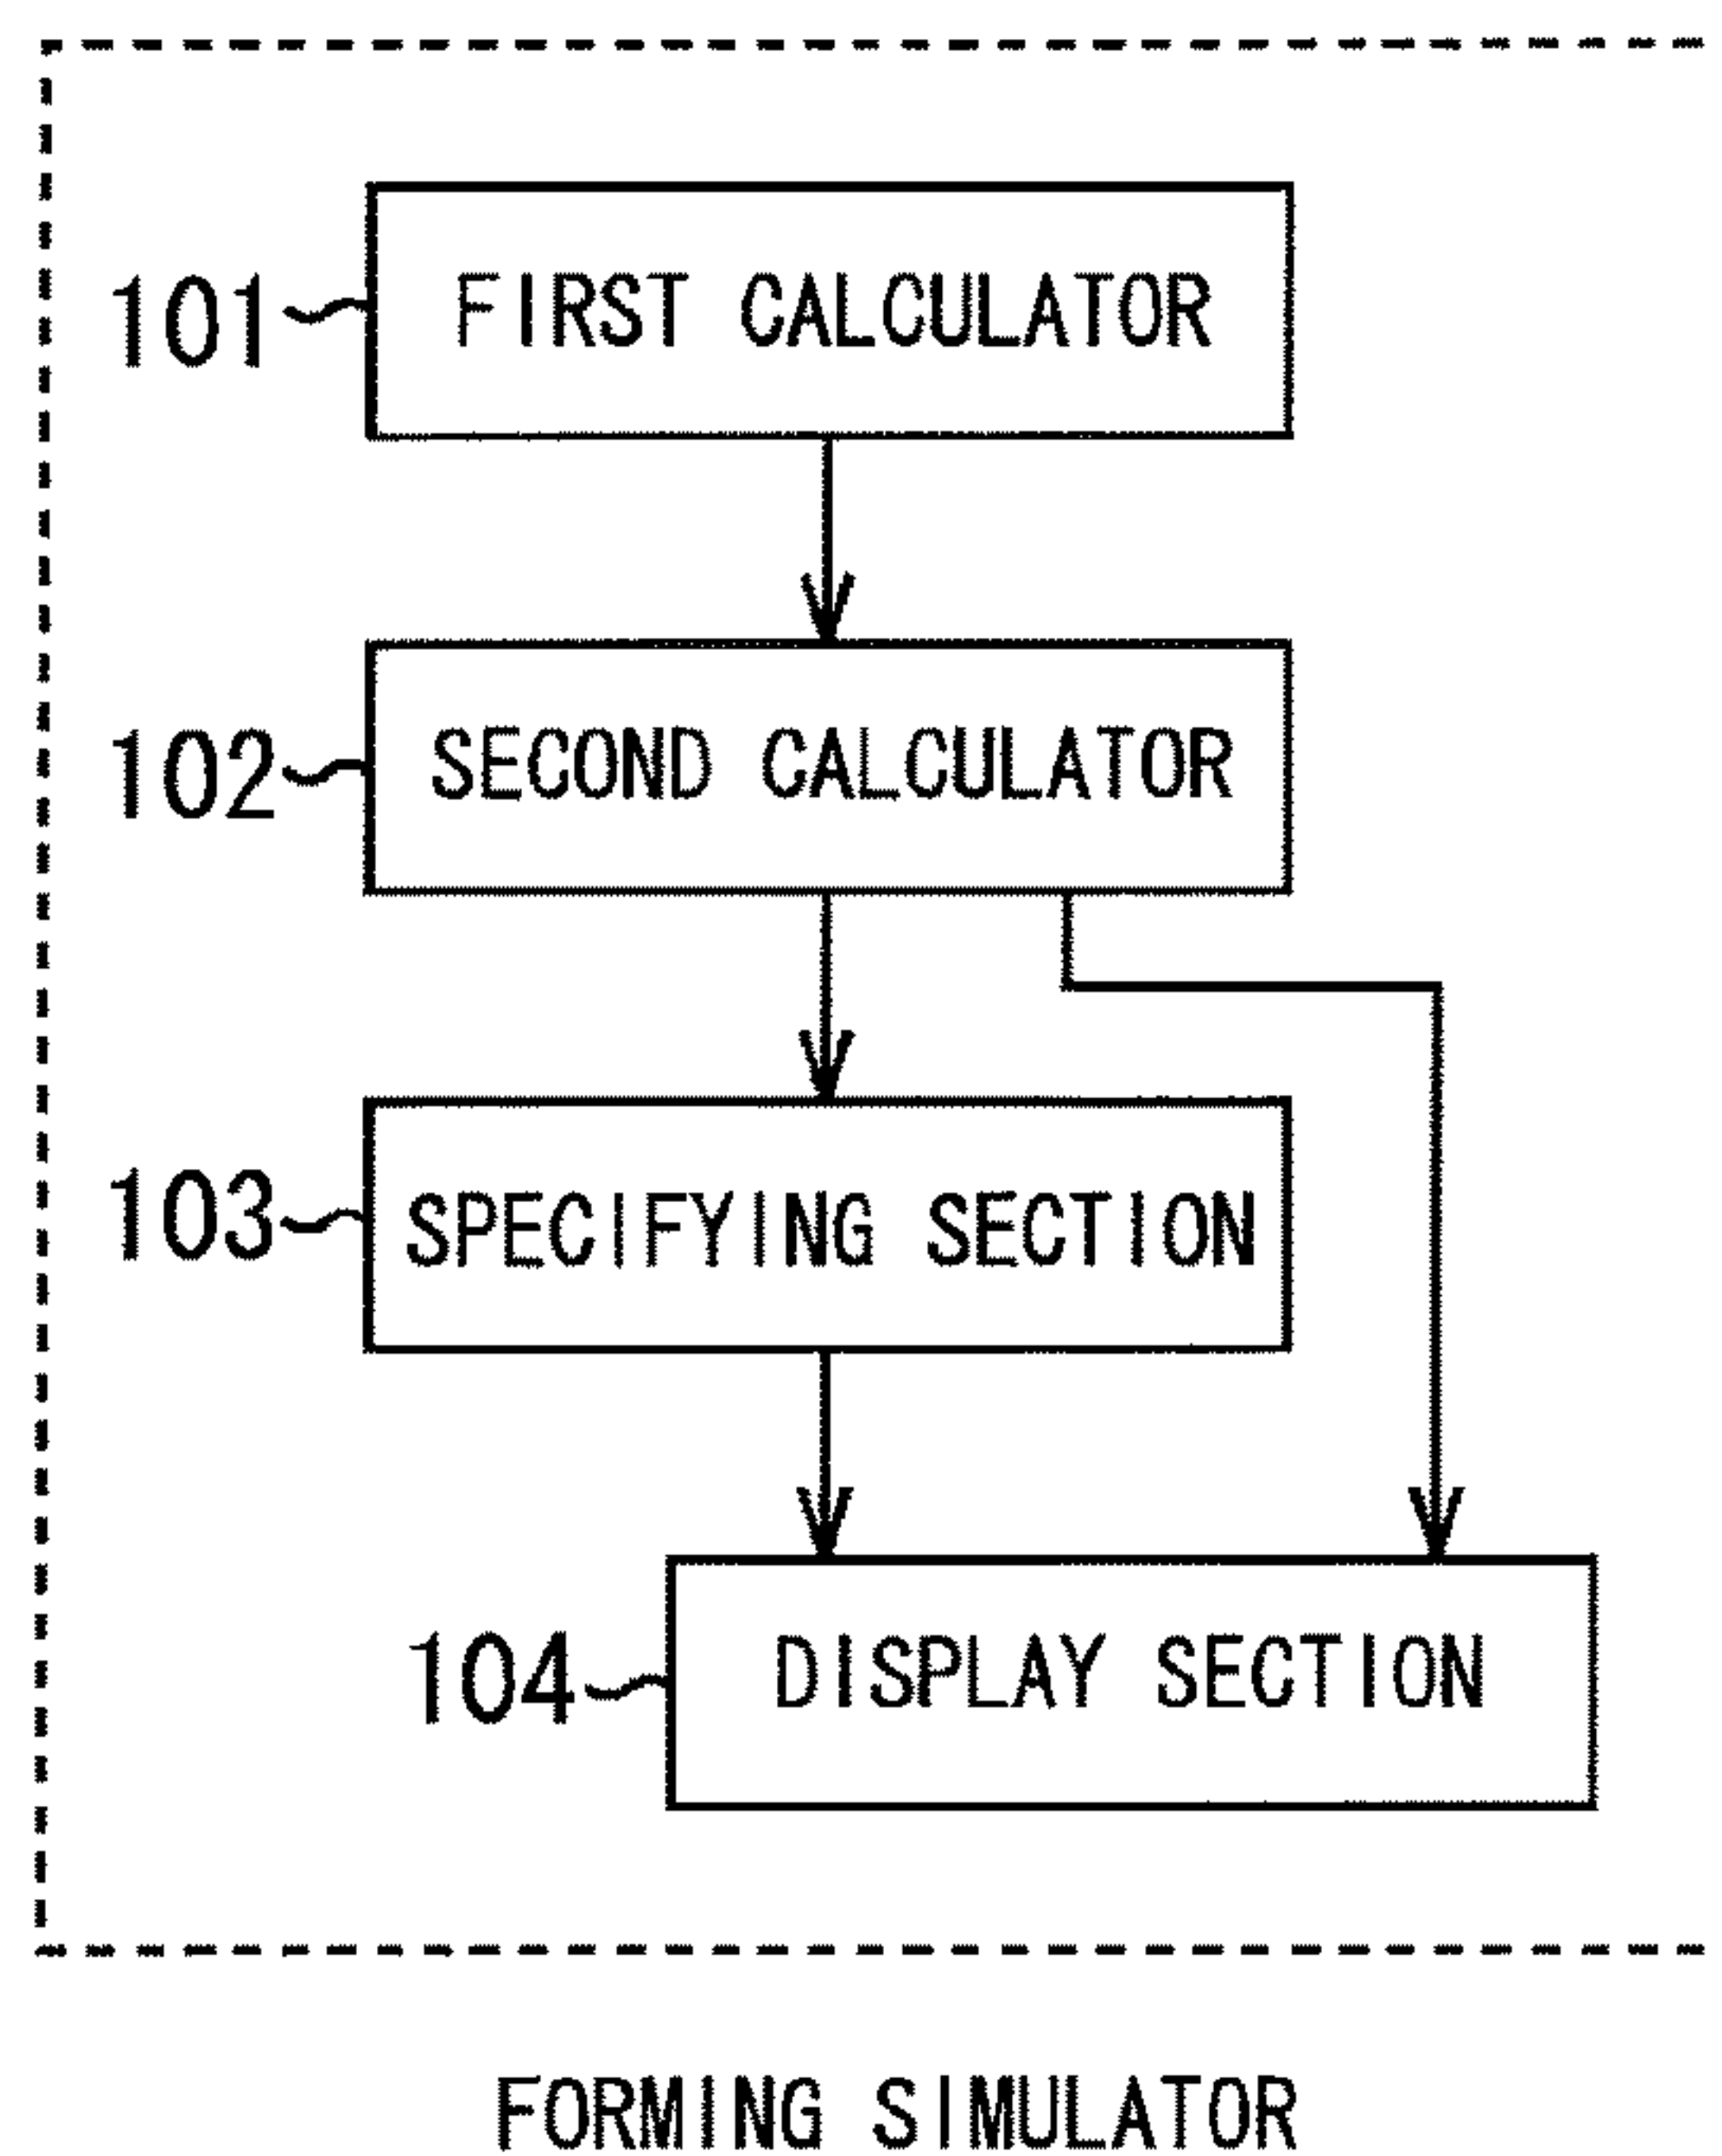 101 FIRST CALCULATOR
102 SECOND CALCULATOR
103 SPECIFYING SECTION
104 DISPLAY SECTION
FORMING SIMULATOR